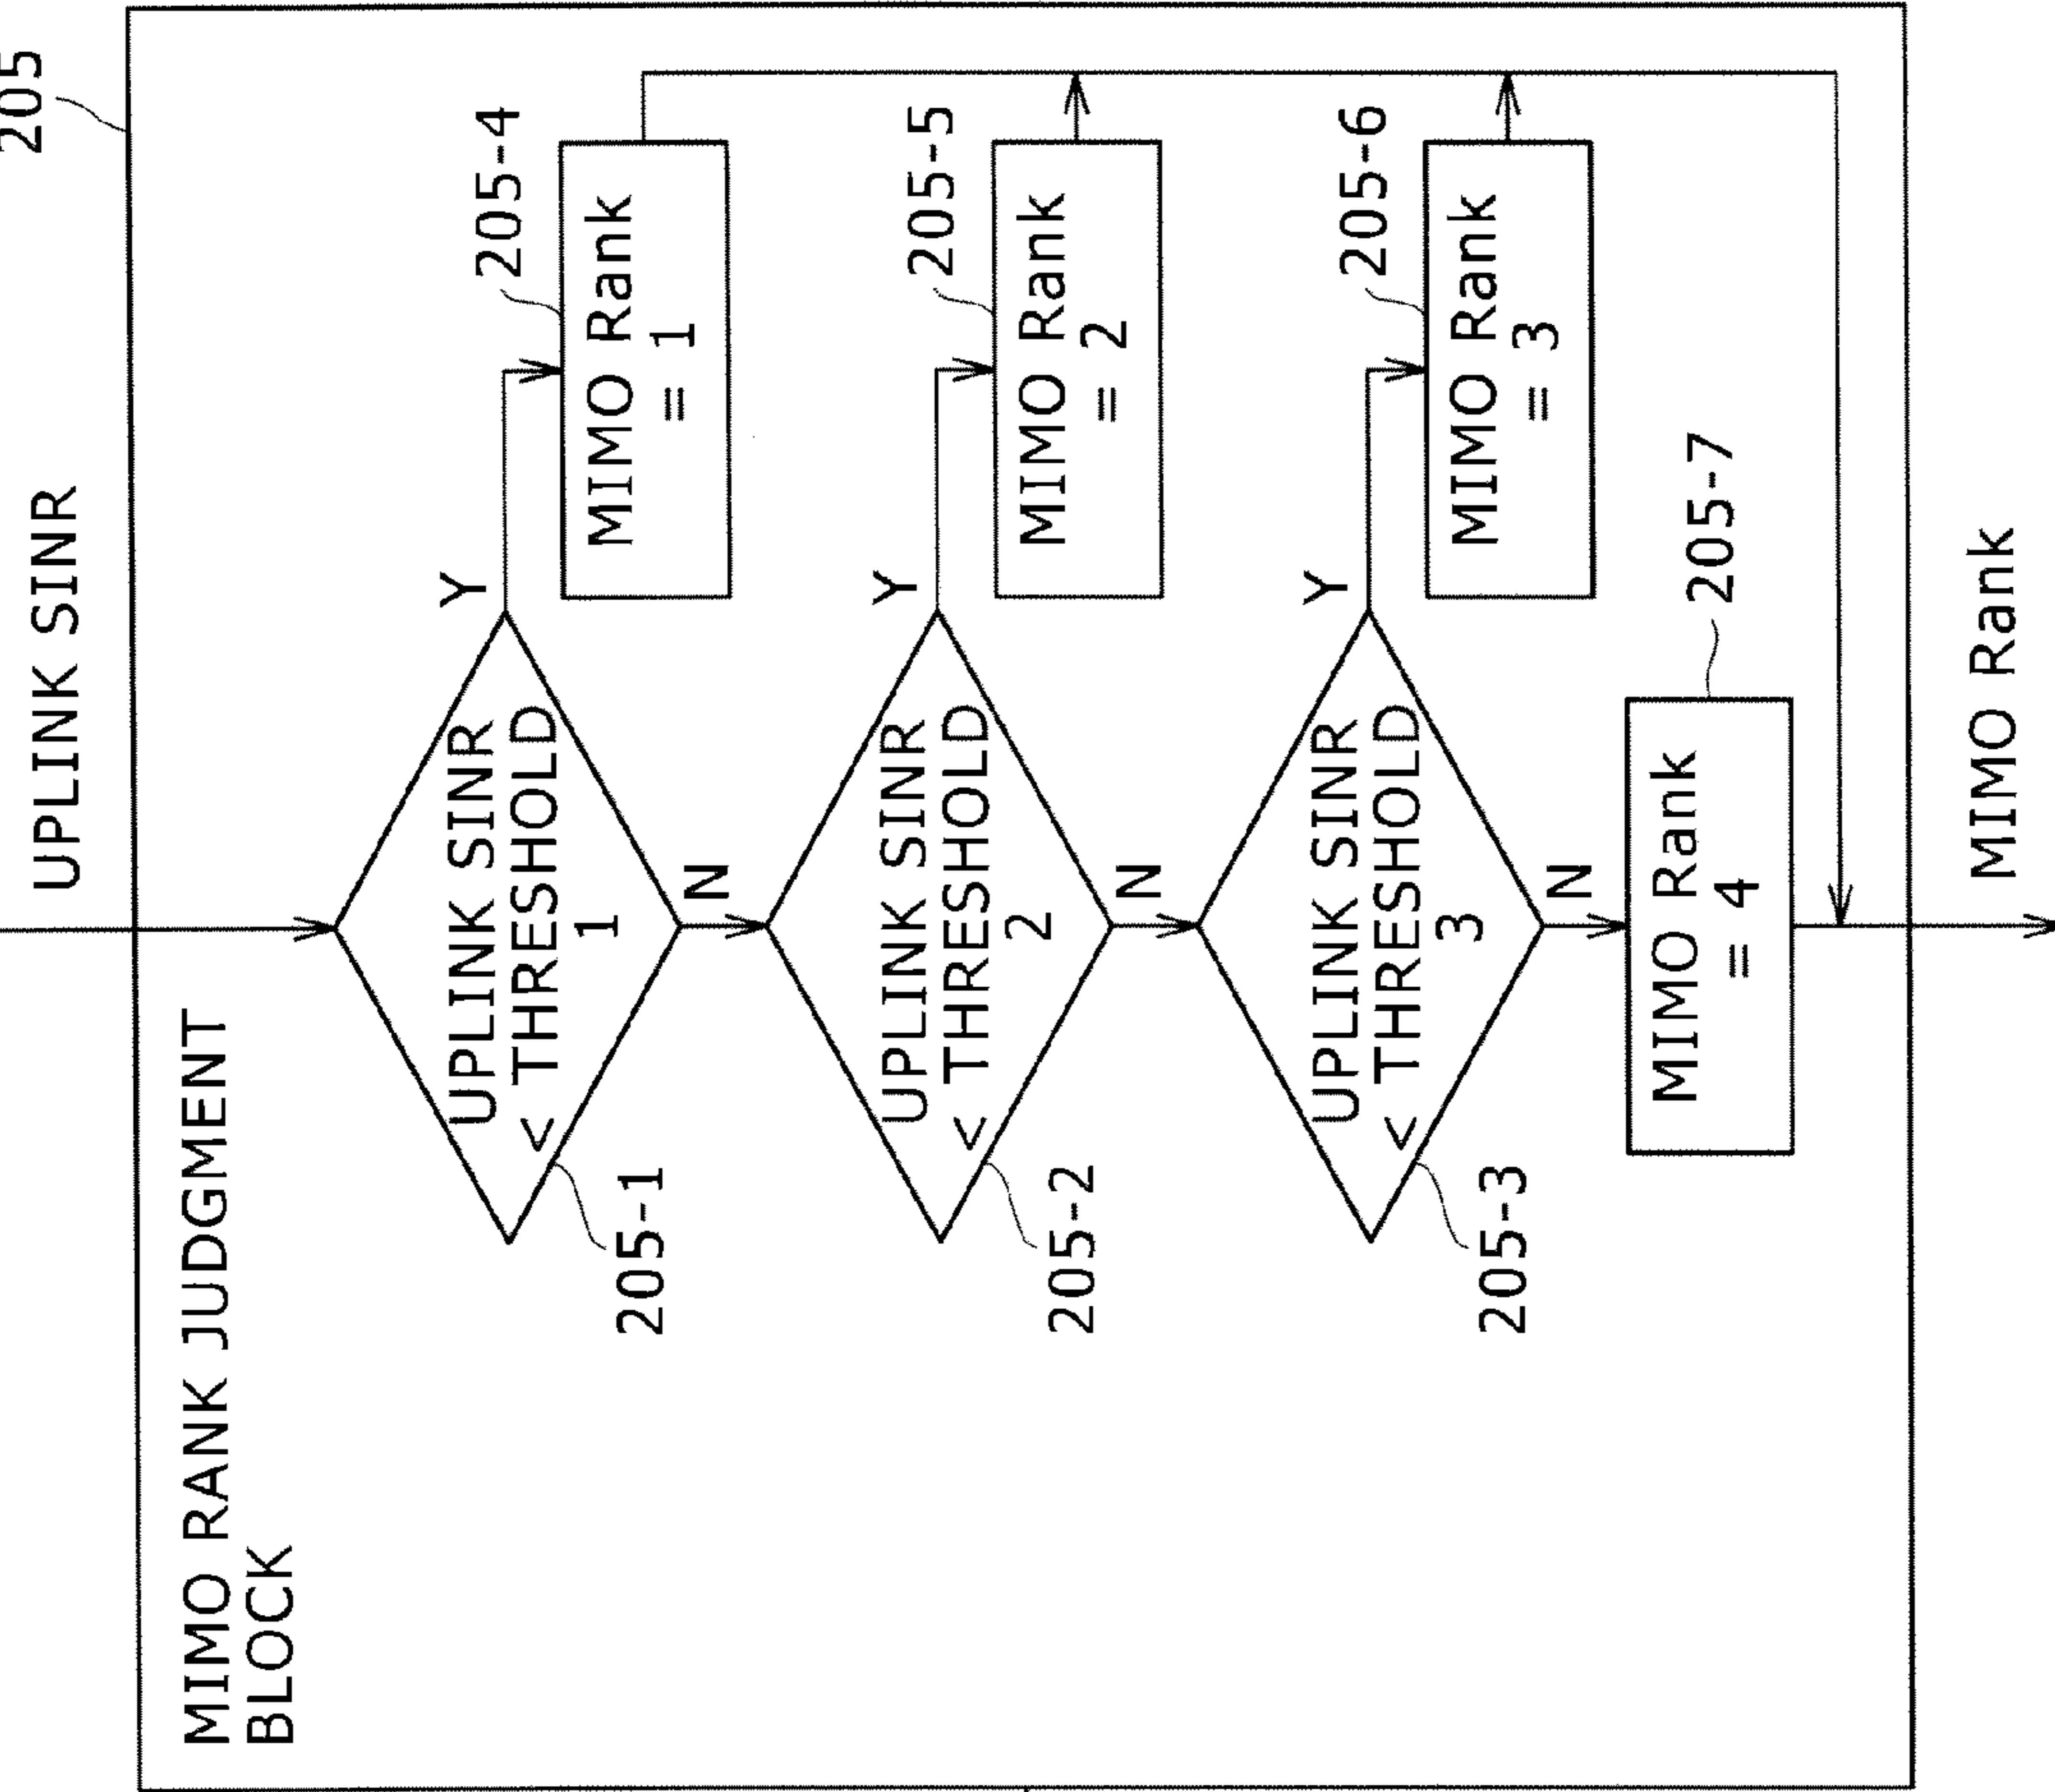 205
UPLINK SINR
MIMO RANK JUDGMENT
BLOCK
UPLINK SINR
< THRESHOLD
1
205-1
Y
N
205-4
MIMO Rank
= 1
UPLINK SINR
< THRESHOLD
2
205-2
Y
N
205-5
MIMO Rank
= 2
UPLINK SINR
< THRESHOLD
3
205-3
Y
N
205-6
MIMO Rank
= 3
205-7
MIMO Rank
= 4
MIMO Rank